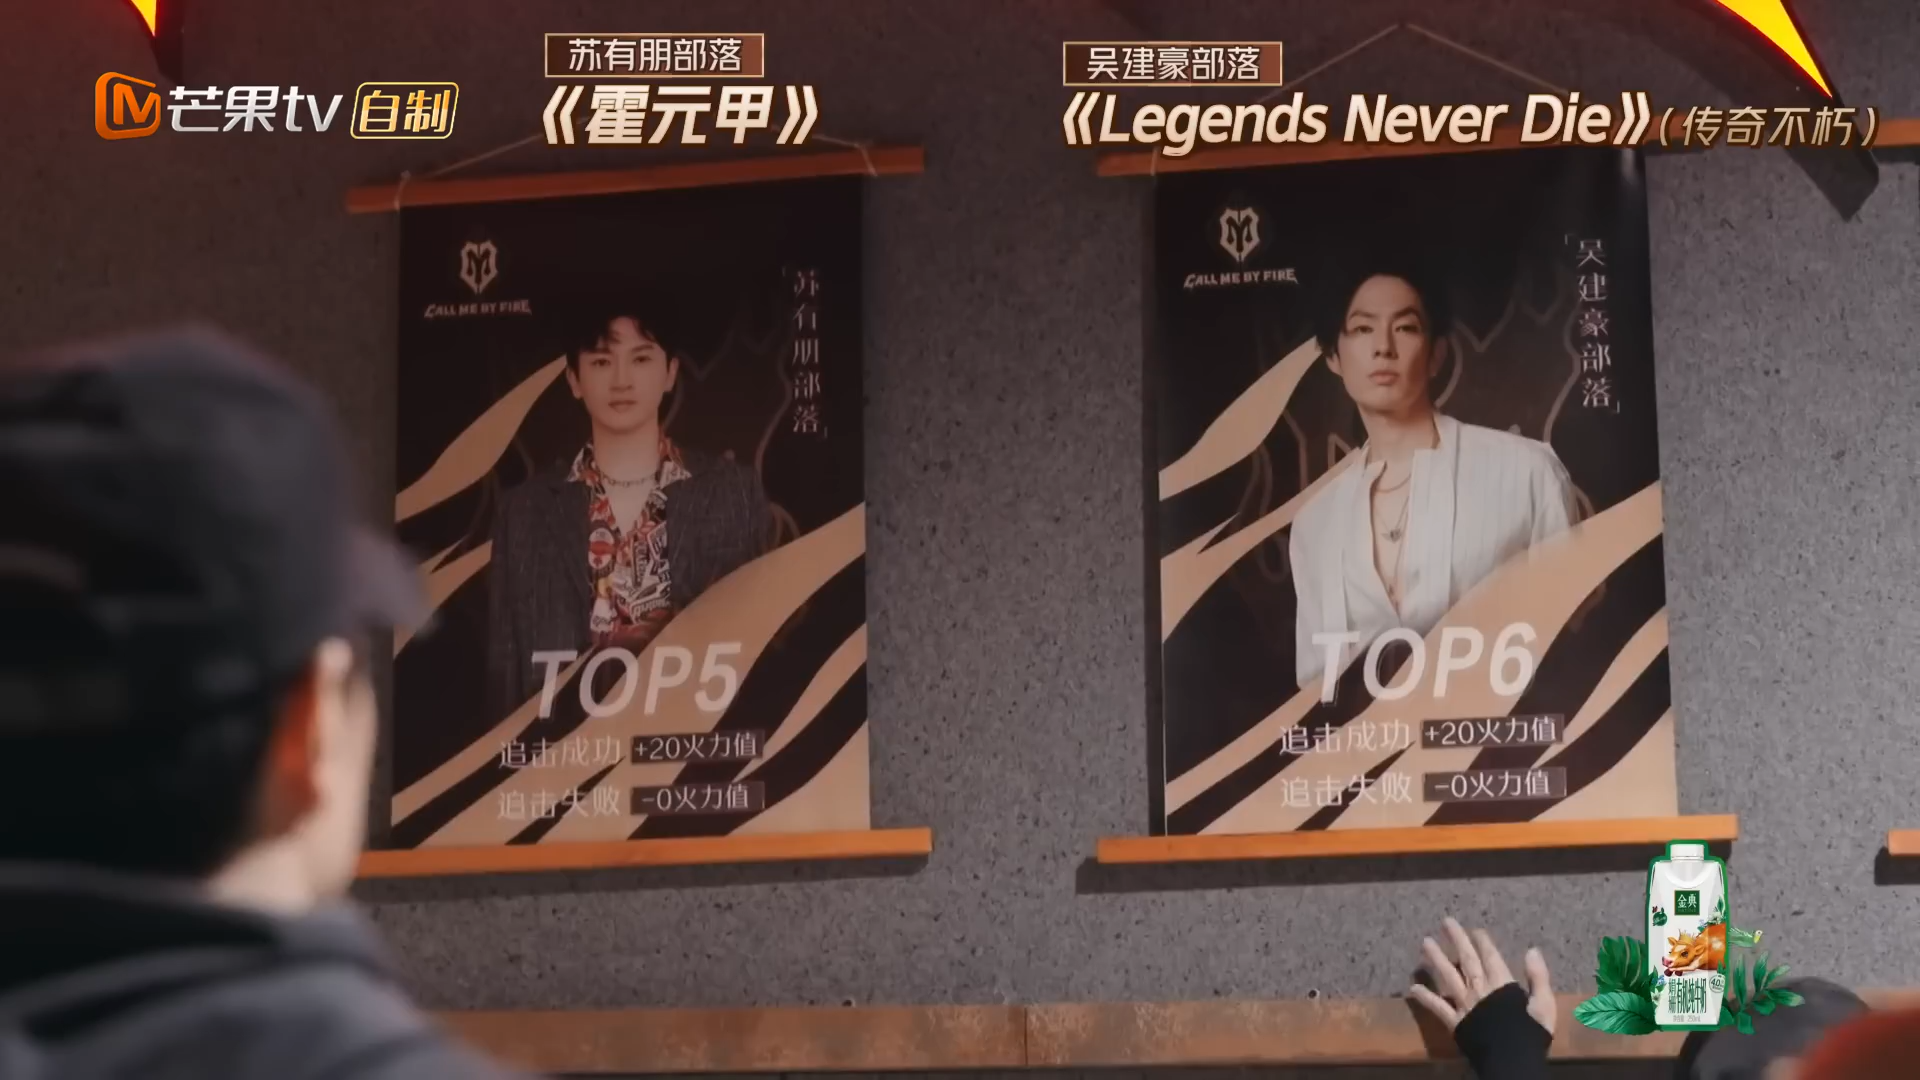 芒果tv 自制
苏有朋部落
《霍元甲》
吴建豪部落
《Legends Never Die》(传奇不朽)
CALL ME BY FIRE
「苏有朋部落」
TOP5
追击成功 +20火力值
追击失败 -0火力值
CALL ME BY FIRE
「吴建豪部落」
TOP6
追击成功 +20火力值
追击失败 -0火力值
金典